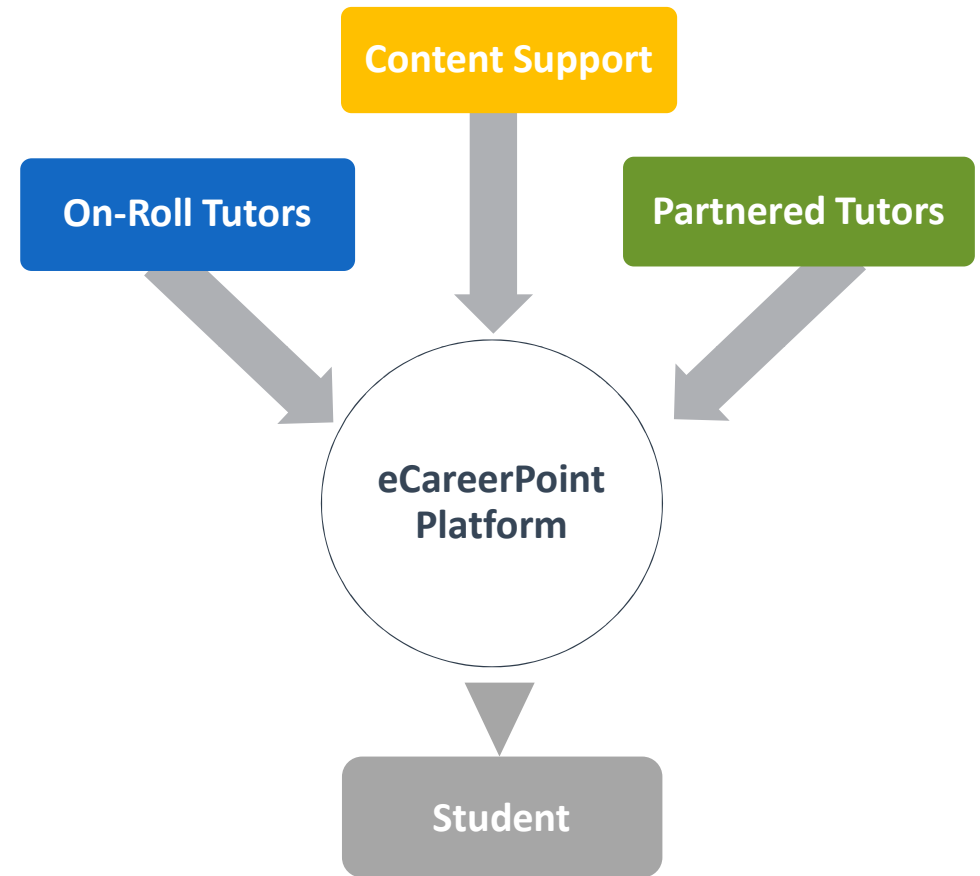 Content Support
On-Roll Tutors
Partnered Tutors
eCareerPoint
Platform
Student